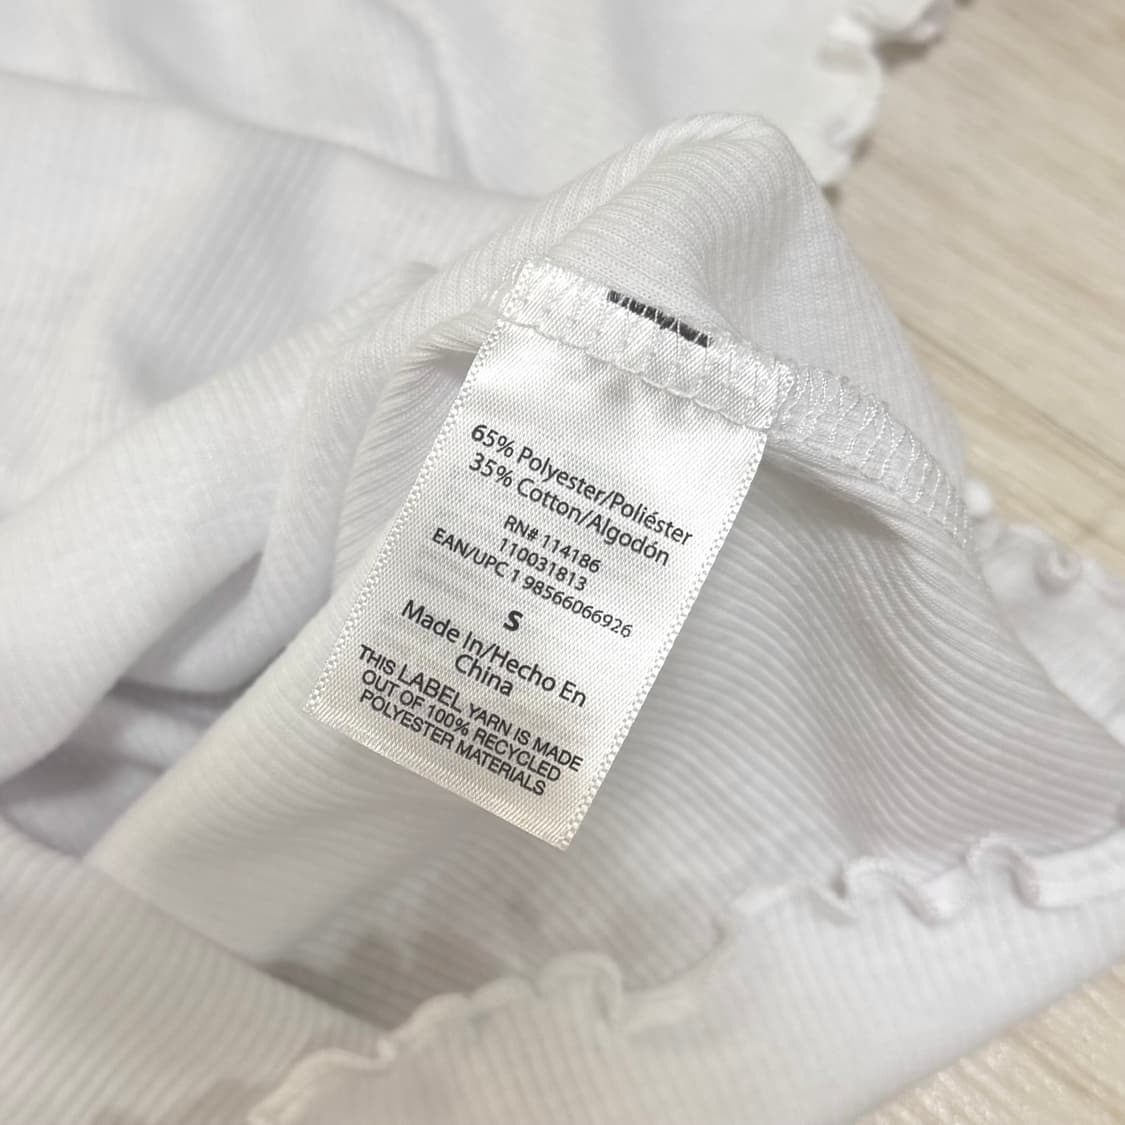 65% Polyester/Poliéster
35% Cotton/Algodón
RN# 114186
110031813
EAN/UPC 1 98566066926
S
Made In/Hecho En
China
THIS LABEL YARN IS MADE
OUT OF 100% RECYCLED
POLYESTER MATERIALS